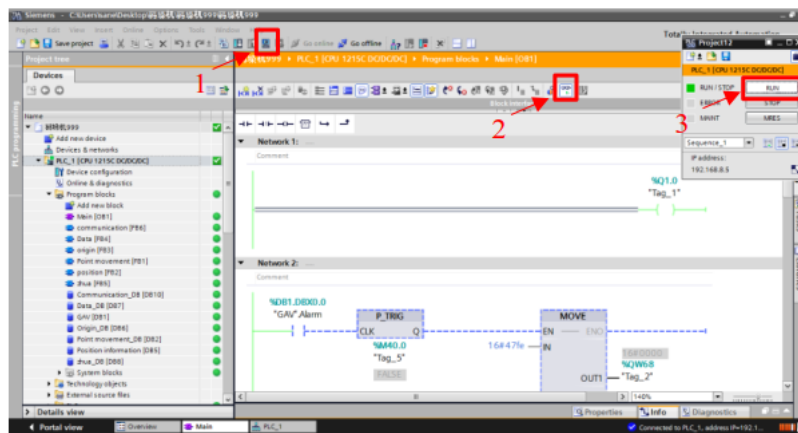 Siemens - C:\Users\sane\Desktop\
Project Edit View Insert Online Options Tools Window
Totally Integrated Automation
Save project
Go online
Go offline
Project tree
999 ▸ PLC_1 [CPU 1215C DC/DC/DC] ▸ Program blocks ▸ Main [OB1]
Devices
PLC programming
Name
Add new device
Devices & networks
PLC_1 [CPU 1215C DC/DC/DC]
Device configuration
Online & diagnostics
Program blocks
Add new block
Main [OB1]
communication [FB6]
Data [FB4]
origin [FB3]
Point movement [FB1]
position [FB2]
zhua [FB5]
Communication_DB [DB10]
Data_DB [DB7]
GAV [DB1]
Origin_DB [DB6]
Point movement_DB [DB2]
Position information [DB5]
zhua_DB [DB8]
System blocks
Technology objects
External source files
Details view
1
2
3
Block interface
Network 1: ...
Comment
%Q1.0
"Tag_1"
Network 2: ...
Comment
%DB1.DBX0.0
"GAV".Alarm
P_TRIG
CLK Q
%M40.0
"Tag_5"
FALSE
MOVE
EN ENO
16#47fe IN
16#0000
%QW68
OUT1 "Tag_2"
140%
Project12
PLC_1 [CPU 1215C DC/DC/DC]
RUN / STOP RUN
ERROR STOP
MAINT MRES
Sequence_1
IP address:
192.168.8.5
Properties Info Diagnostics
Portal view Overview Main PLC_1
Connected to PLC_1, address IP=192.1...